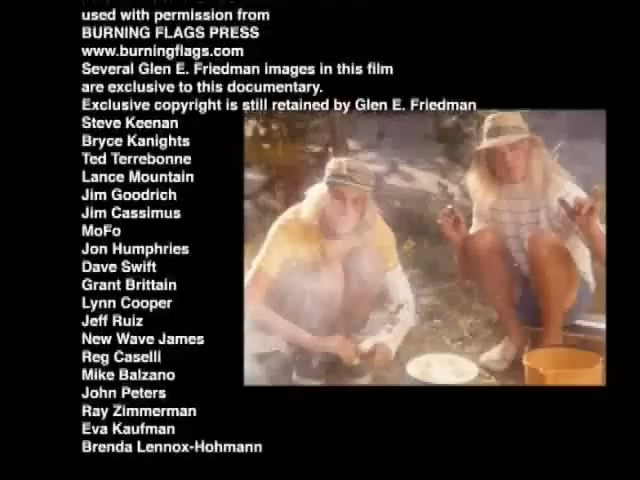 used with permission from
BURNING FLAGS PRESS
www.burningflags.com
Several Glen E. Friedman images in this film
are exclusive to this documentary.
Exclusive copyright is still retained by Glen E. Friedman
Steve Keenan
Bryce Kanights
Ted Terrebonne
Lance Mountain
Jim Goodrich
Jim Cassimus
MoFo
Jon Humphries
Dave Swift
Grant Brittain
Lynn Cooper
Jeff Ruiz
New Wave James
Reg Caselli
Mike Balzano
John Peters
Ray Zimmerman
Eva Kaufman
Brenda Lennox-Hohmann